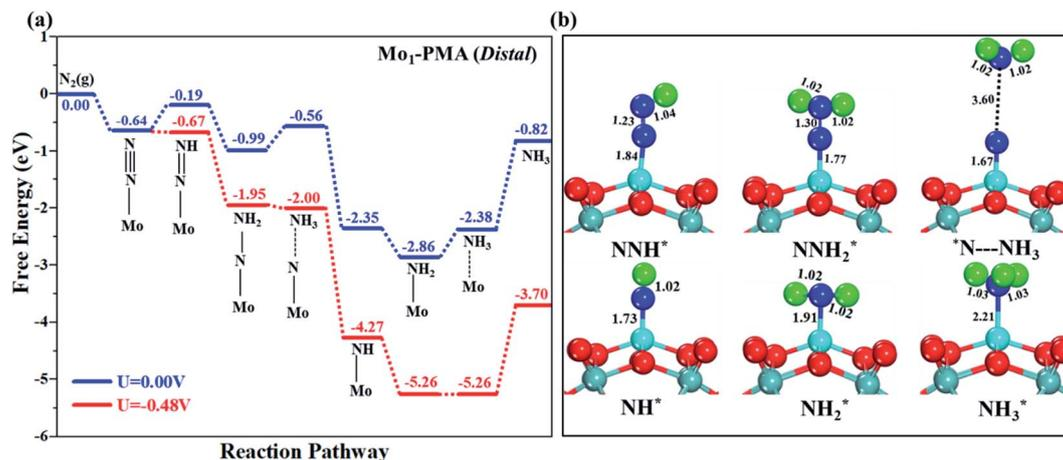 (a)
(b)
Mo₁-PMA (Distal)
Free Energy (eV)
1
0
-1
-2
-3
-4
-5
-6
N₂(g)
0.00
-0.64
-0.19
-0.67
-0.99
-0.56
-1.95
-2.00
-2.35
-2.86
-2.38
-0.82
-4.27
-5.26
-5.26
-3.70
N
N
Mo
NH
N
Mo
NH₂
N
Mo
NH₃
N
Mo
NH
Mo
NH₂
Mo
NH₃
Mo
NH₃
U=0.00V
U=-0.48V
Reaction Pathway
1.23
1.04
1.84
NNH*
1.02
1.30
1.02
1.77
NNH₂*
1.02
1.02
3.60
1.67
*N---NH₃
1.02
1.73
NH*
1.02
1.02
1.91
NH₂*
1.03
1.03
2.21
NH₃*